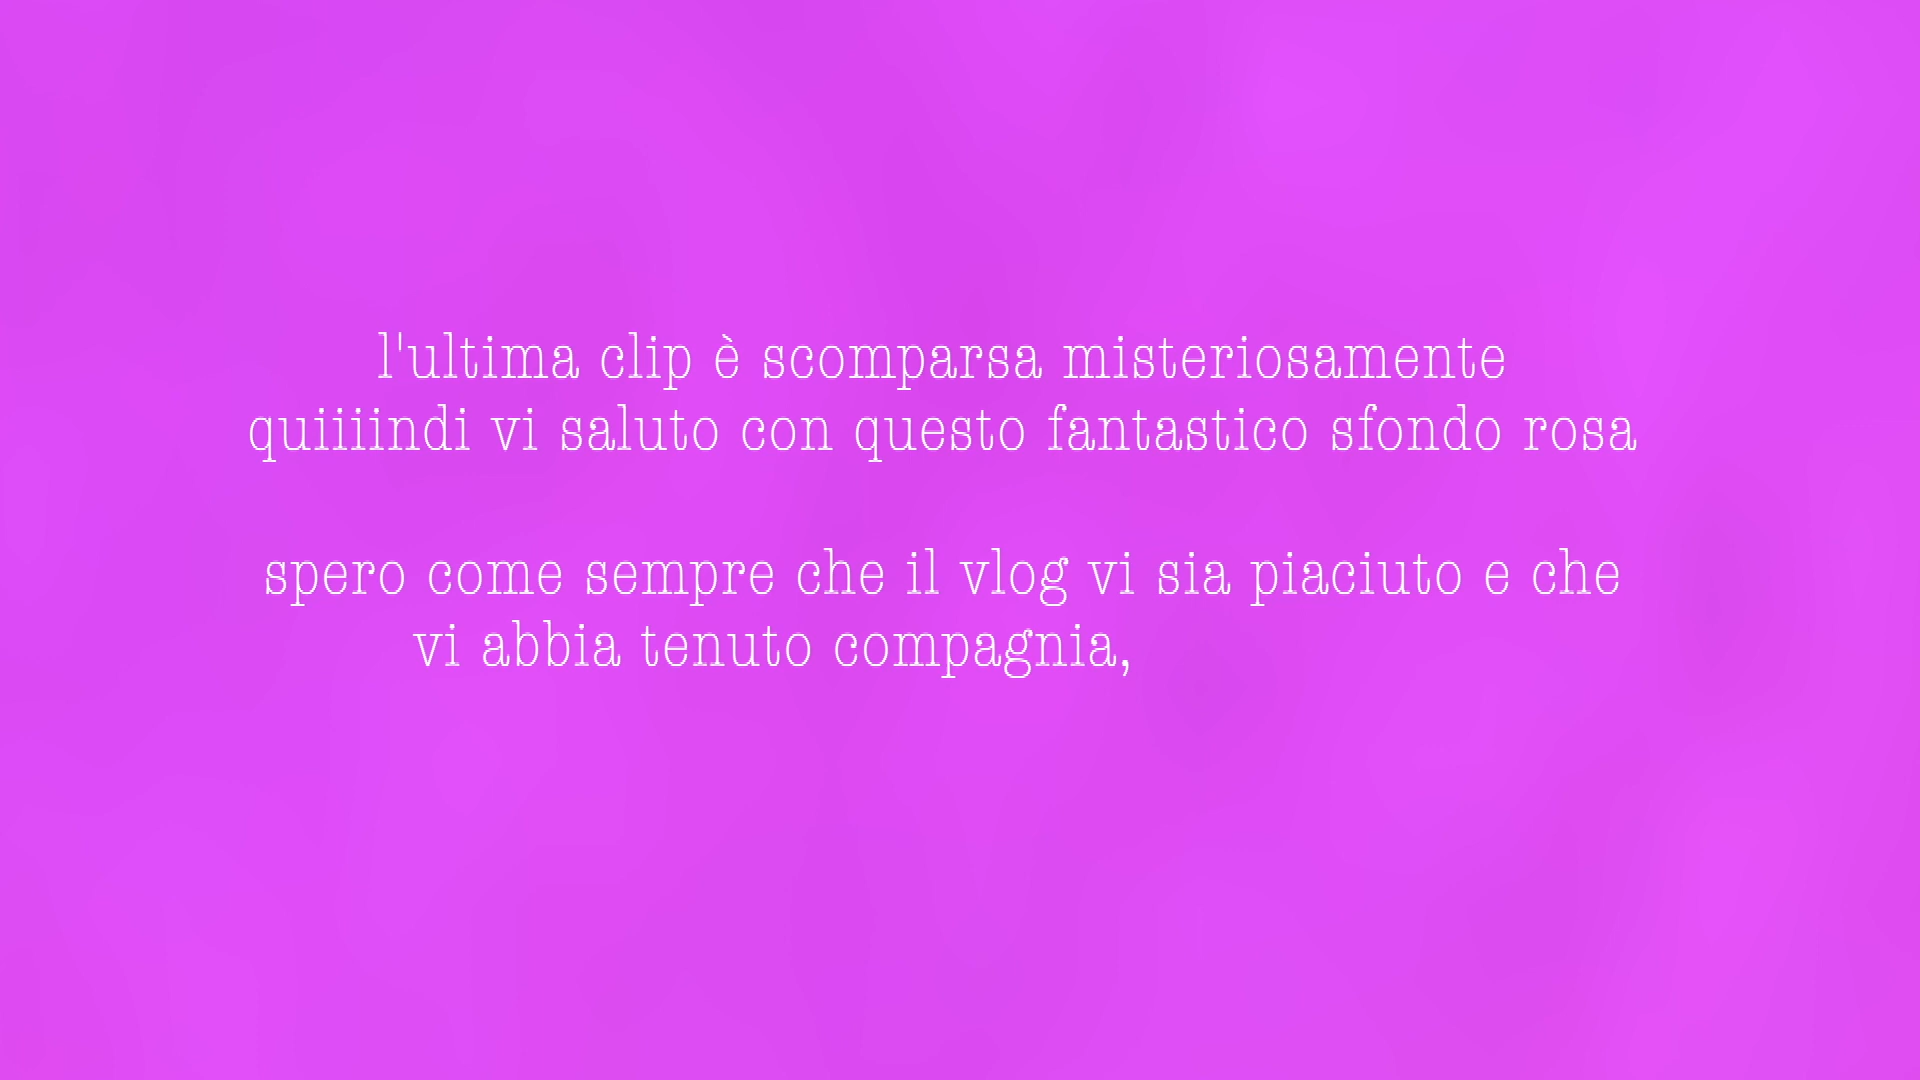 l'ultima clip è scomparsa misteriosamente
quiiiindi vi saluto con questo fantastico sfondo rosa
spero come sempre che il vlog vi sia piaciuto e che
vi abbia tenuto compagnia,